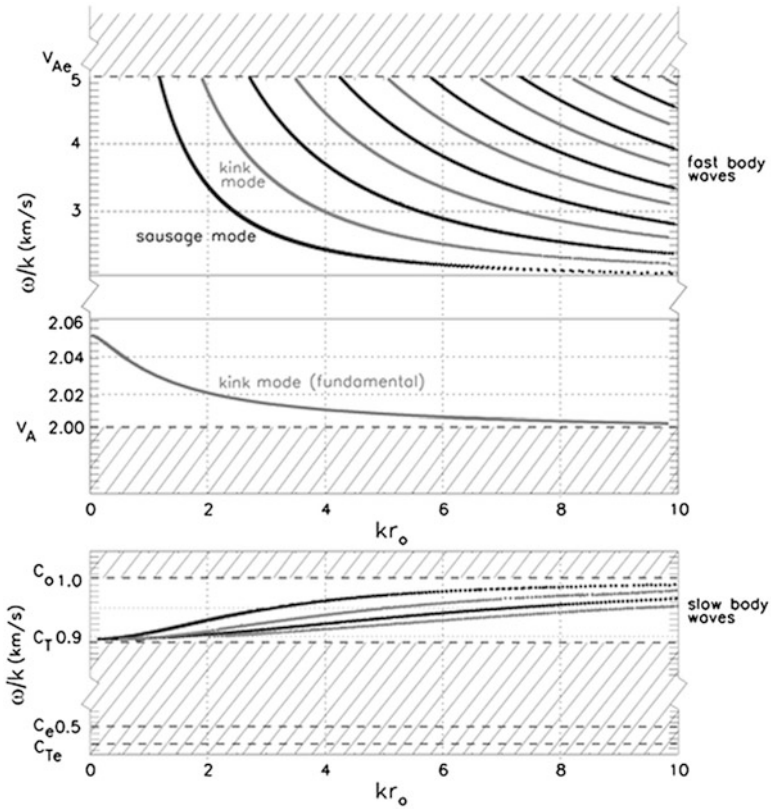 V_Ae
5
4
3
ω/k (km/s)
kink
mode
sausage mode
fast body
waves
2.06
2.04
2.02
V_A 2.00
kink mode (fundamental)
0 2 4 6 8 10
kr_o
C_o 1.0
C_T 0.9
ω/k (km/s)
slow body
waves
C_e 0.5
C_Te
0 2 4 6 8 10
kr_o